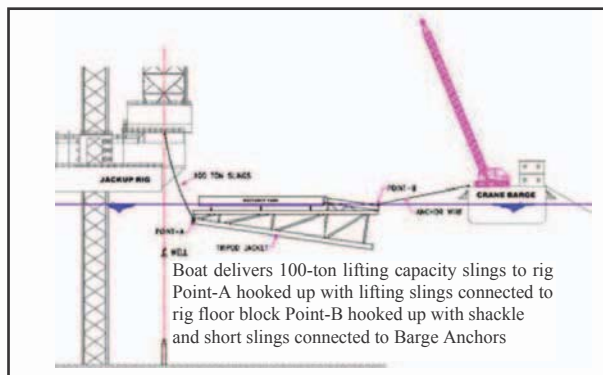 JACKUP RIG
100 TON SLINGS
POINT-B
CRANE BARGE
ANCHOR WIRE
POINT-A
TRIPOD JACKET
WELL
Boat delivers 100-ton lifting capacity slings to rig
Point-A hooked up with lifting slings connected to
rig floor block Point-B hooked up with shackle
and short slings connected to Barge Anchors